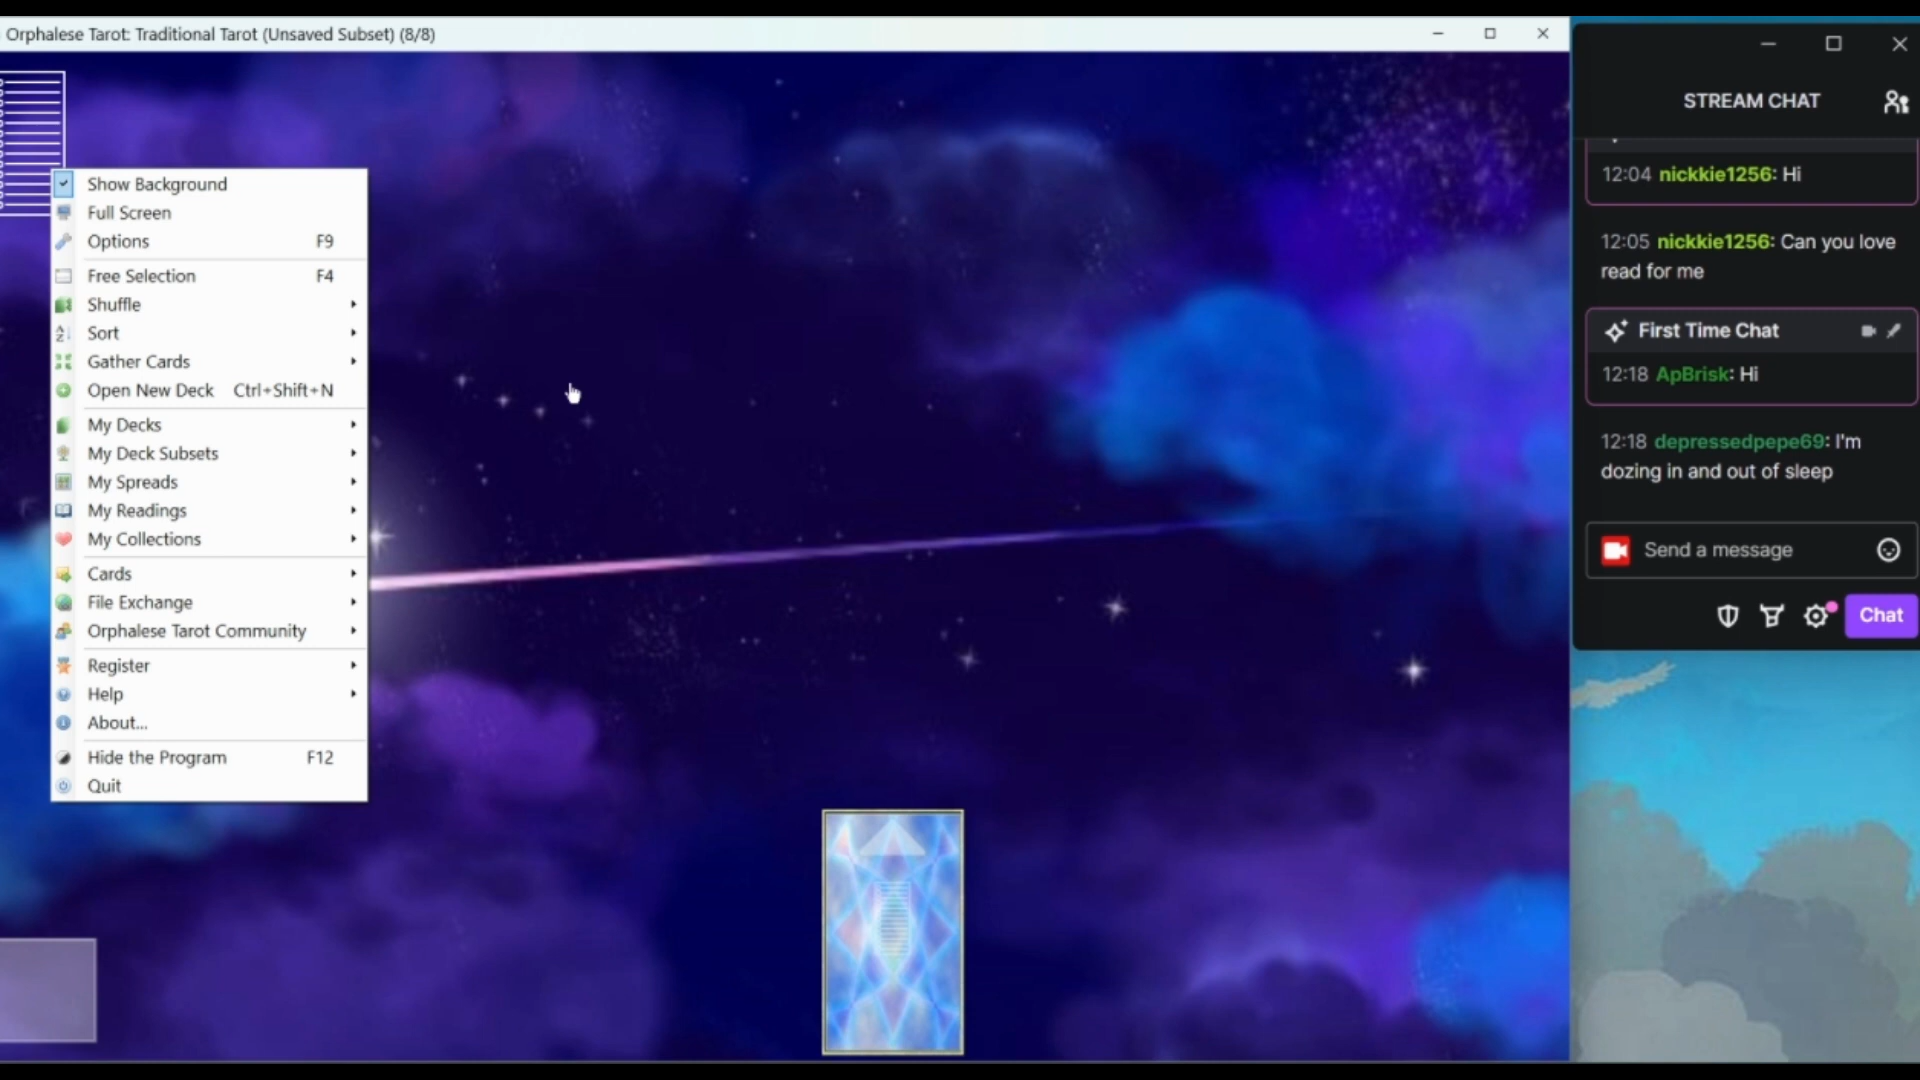 Orphalese Tarot: Traditional Tarot (Unsaved Subset) (8/8)
Show Background
Full Screen
Options F9
Free Selection F4
Shuffle
Sort
Gather Cards
Open New Deck Ctrl+Shift+N
My Decks
My Deck Subsets
My Spreads
My Readings
My Collections
Cards
File Exchange
Orphalese Tarot Community
Register
Help
About...
Hide the Program F12
Quit
STREAM CHAT
12:04 nickkie1256: Hi
12:05 nickkie1256: Can you love
read for me
First Time Chat
12:18 ApBrisk: Hi
12:18 depressedpepe69: I'm
dozing in and out of sleep
Send a message
Chat